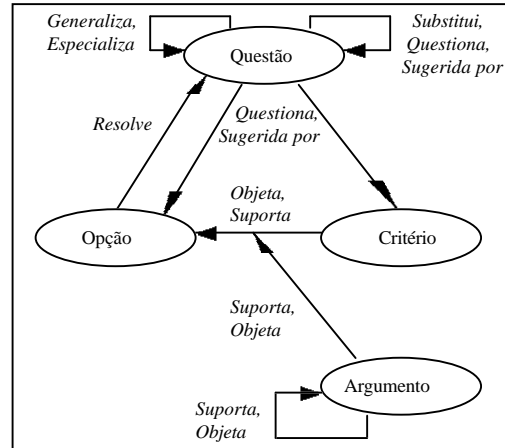 Generaliza,
Especializa
Questão
Substitui,
Questiona,
Sugerida por
Resolve
Questiona,
Sugerida por
Objeta,
Suporta
Opção
Critério
Suporta,
Objeta
Argumento
Suporta,
Objeta